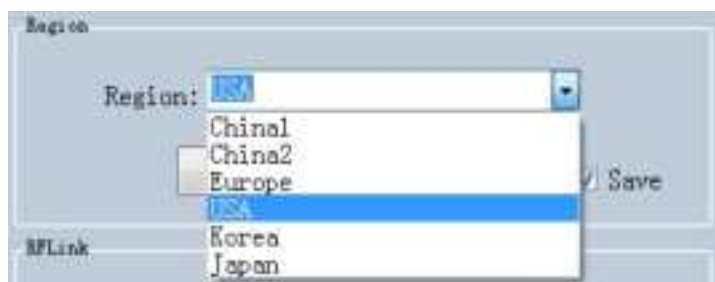 Region
Region: USA
China1
China2
Europe
Save
USA
Korea
RFLink
Japan